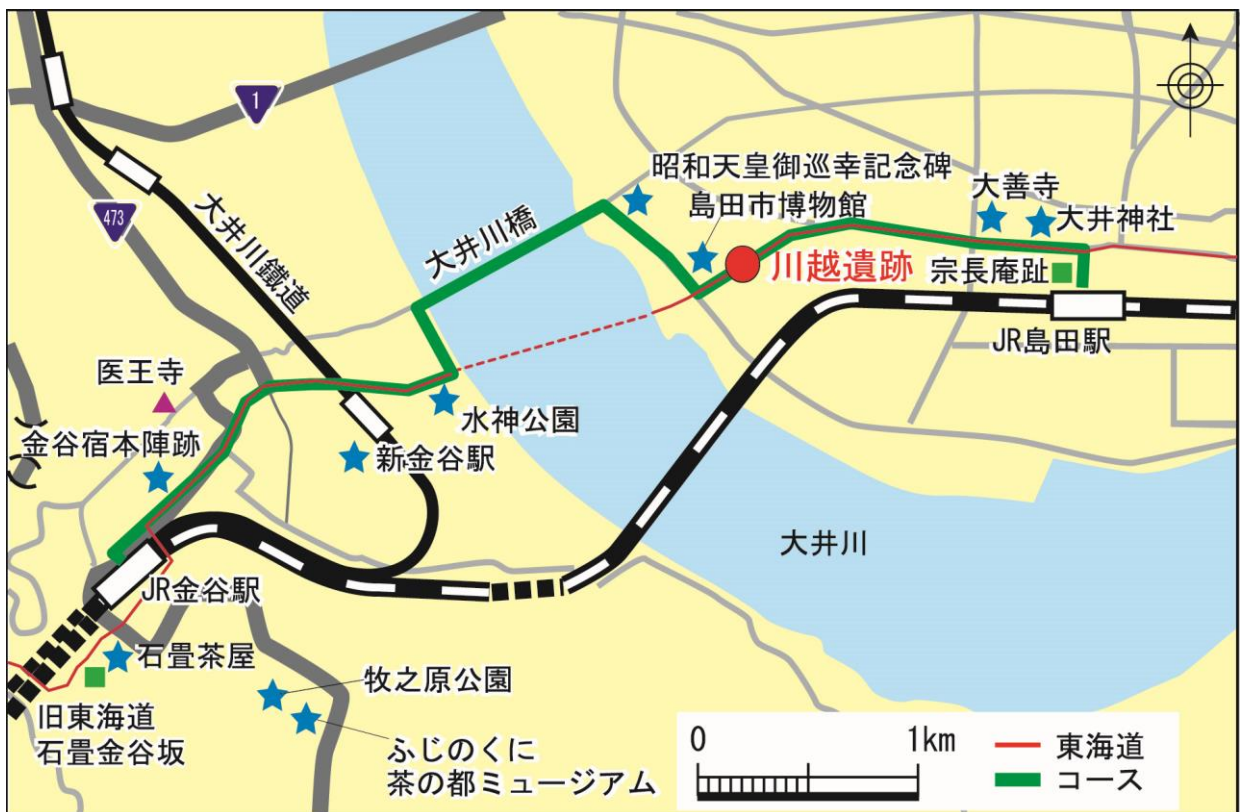 1
473
大井川鐵道
大井川橋
昭和天皇御巡幸記念碑
島田市博物館
川越遺跡
大善寺
大井神社
宗長庵趾
JR島田駅
医王寺
金谷宿本陣跡
水神公園
新金谷駅
大井川
JR金谷駅
石畳茶屋
旧東海道
石畳金谷坂
牧之原公園
ふじのくに
茶の都ミュージアム
0 1km
東海道
コース